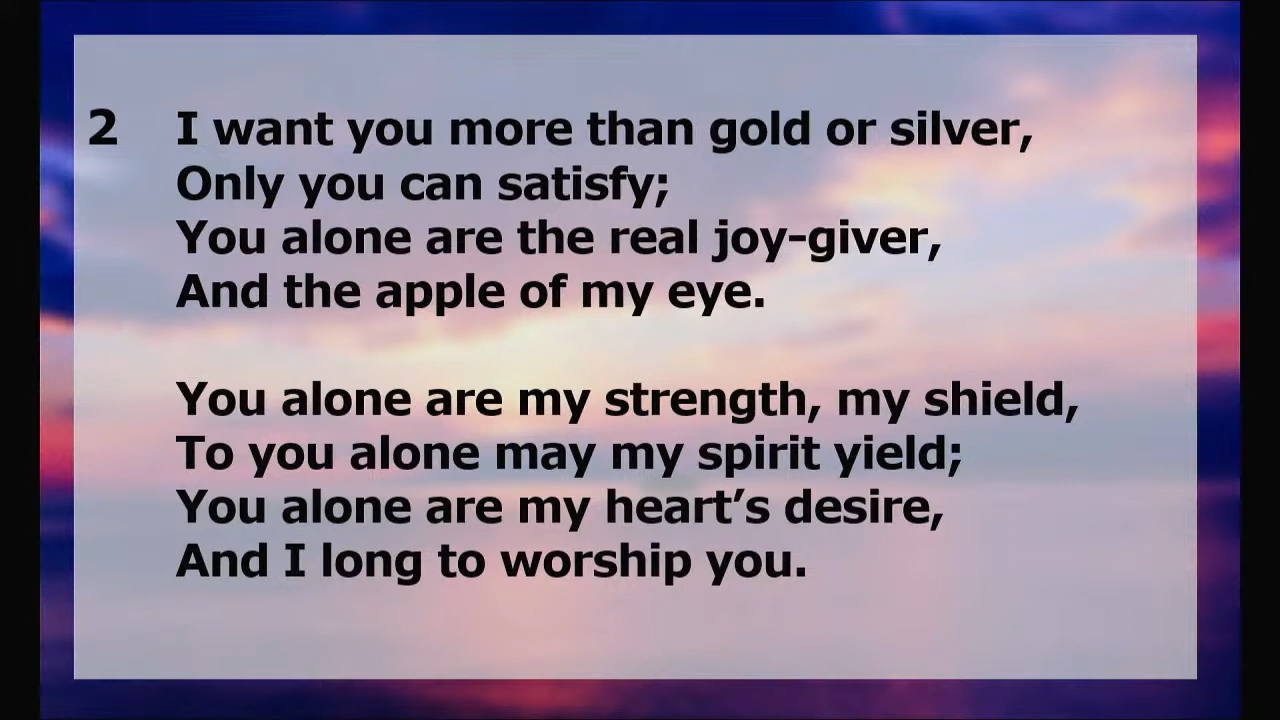 2 I want you more than gold or silver,
Only you can satisfy;
You alone are the real joy-giver,
And the apple of my eye.
You alone are my strength, my shield,
To you alone may my spirit yield;
You alone are my heart’s desire,
And I long to worship you.